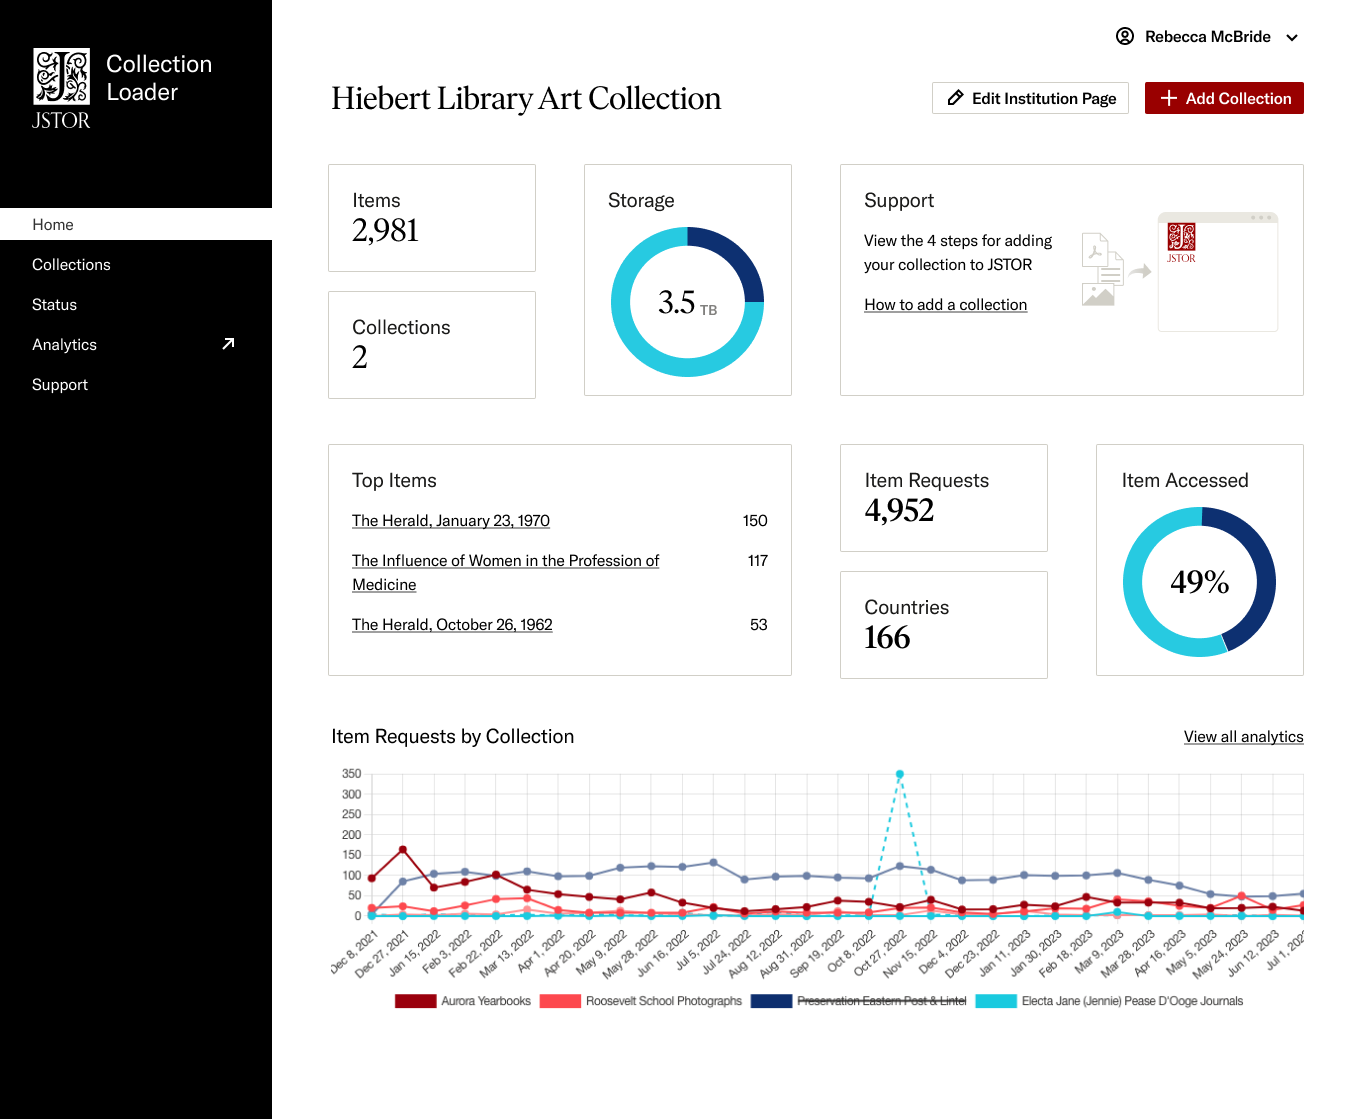 Collection
Loader
JSTOR
Home
Collections
Status
Analytics
Support
Rebecca McBride
Hiebert Library Art Collection
Edit Institution Page
Add Collection
Items
2,981
Collections
2
Storage
3.5 TB
Support
View the 4 steps for adding
your collection to JSTOR
How to add a collection
JSTOR
Top Items
The Herald, January 23, 1970 150
The Influence of Women in the Profession of 117
Medicine
The Herald, October 26, 1962 53
Item Requests
4,952
Countries
166
Item Accessed
49%
Item Requests by Collection
View all analytics
350
300
250
200
150
100
50
0
Dec 8, 2021
Dec 27, 2021
Jan 15, 2022
Feb 3, 2022
Feb 22, 2022
Mar 13, 2022
Apr 1, 2022
Apr 20, 2022
May 9, 2022
May 28, 2022
Jun 16, 2022
Jul 5, 2022
Jul 24, 2022
Aug 12, 2022
Aug 31, 2022
Sep 19, 2022
Oct 8, 2022
Oct 27, 2022
Nov 15, 2022
Dec 4, 2022
Dec 23, 2022
Jan 11, 2023
Jan 30, 2023
Feb 18, 2023
Mar 9, 2023
Mar 28, 2023
Apr 16, 2023
May 5, 2023
May 24, 2023
Jun 12, 2023
Jul 1, 202
Aurora Yearbooks
Roosevelt School Photographs
Preservation Eastern Post & Lintel
Electa Jane (Jennie) Pease D'Ooge Journals